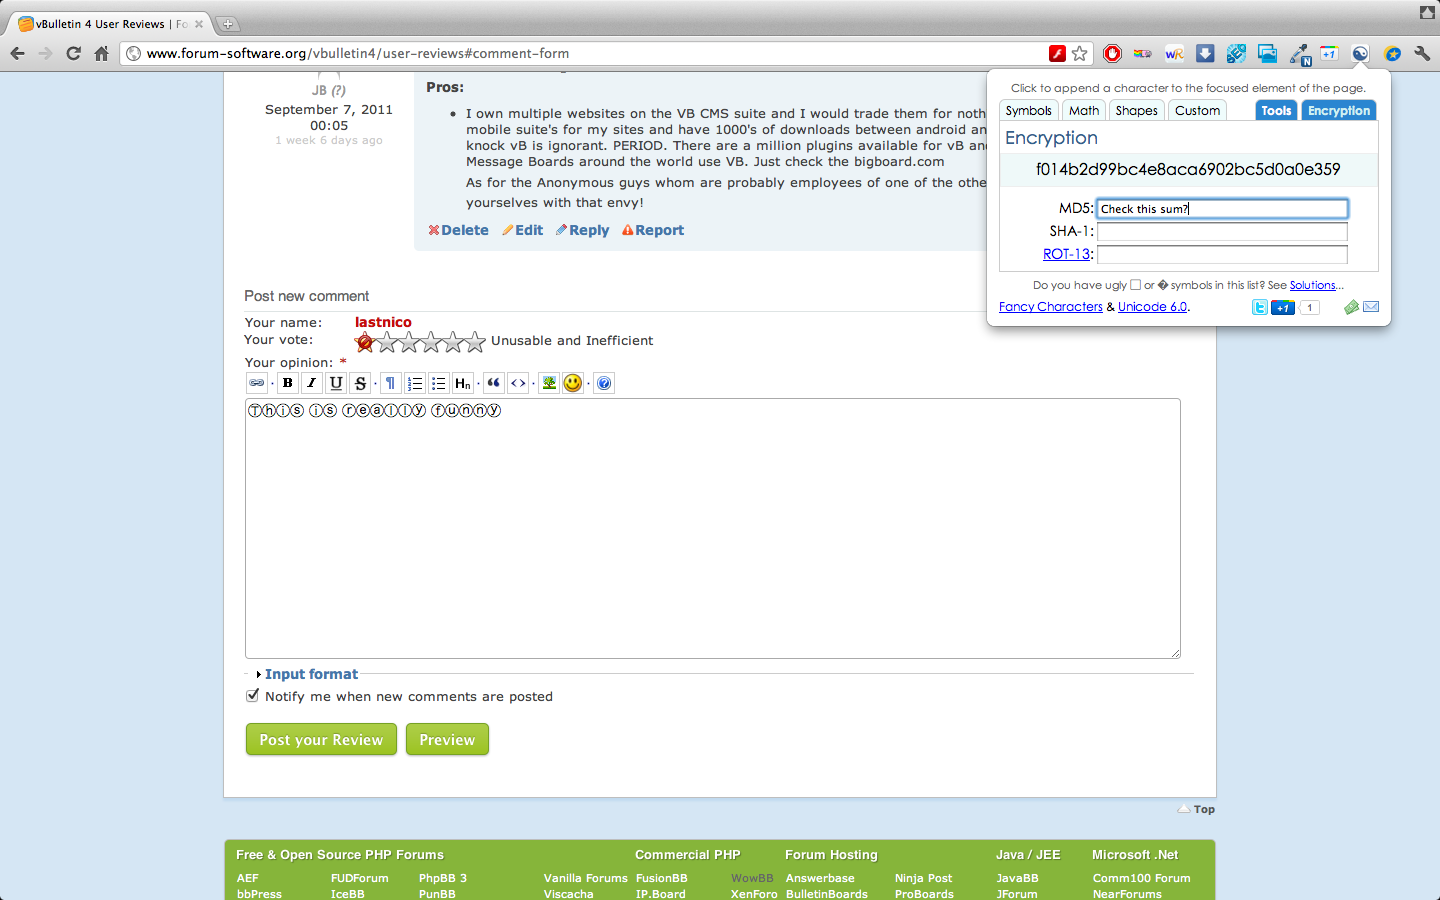 vBulletin 4 User Reviews | Fo
www.forum-software.org/vbulletin4/user-reviews#comment-form
JB (?)
September 7, 2011
00:05
1 week 6 days ago
Pros:
• I own multiple websites on the VB CMS suite and I would trade them for noth
mobile suite's for my sites and have 1000's of downloads between android an
knock vB is ignorant. PERIOD. There are a million plugins available for vB and
Message Boards around the world use VB. Just check the bigboard.com
As for the Anonymous guys whom are probably employees of one of the othe
yourselves with that envy!
Delete Edit Reply Report
Click to append a character to the focused element of the page.
Symbols Math Shapes Custom Tools Encryption
Encryption
f014b2d99bc4e8aca6902bc5d0a0e359
MD5: Check this sum?
SHA-1:
ROT-13:
Do you have ugly □ or � symbols in this list? See Solutions...
Fancy Characters & Unicode 6.0.
+1 1
Post new comment
Your name: lastnico
Your vote: Unusable and Inefficient
Your opinion: *
B I U S ¶ Hn “ <> ?
Ⓣⓗⓘⓢ ⓘⓢ ⓡⓔⓐⓛⓛⓨ ⓕⓤⓝⓝⓨ
Input format
Notify me when new comments are posted
Post your Review Preview
Top
Free & Open Source PHP Forums Commercial PHP Forum Hosting Java / JEE Microsoft .Net
AEF FUDForum PhpBB 3 Vanilla Forums FusionBB WowBB Answerbase Ninja Post JavaBB Comm100 Forum
bbPress IceBB PunBB Viscacha IP.Board XenForo BulletinBoards ProBoards JForum NearForums